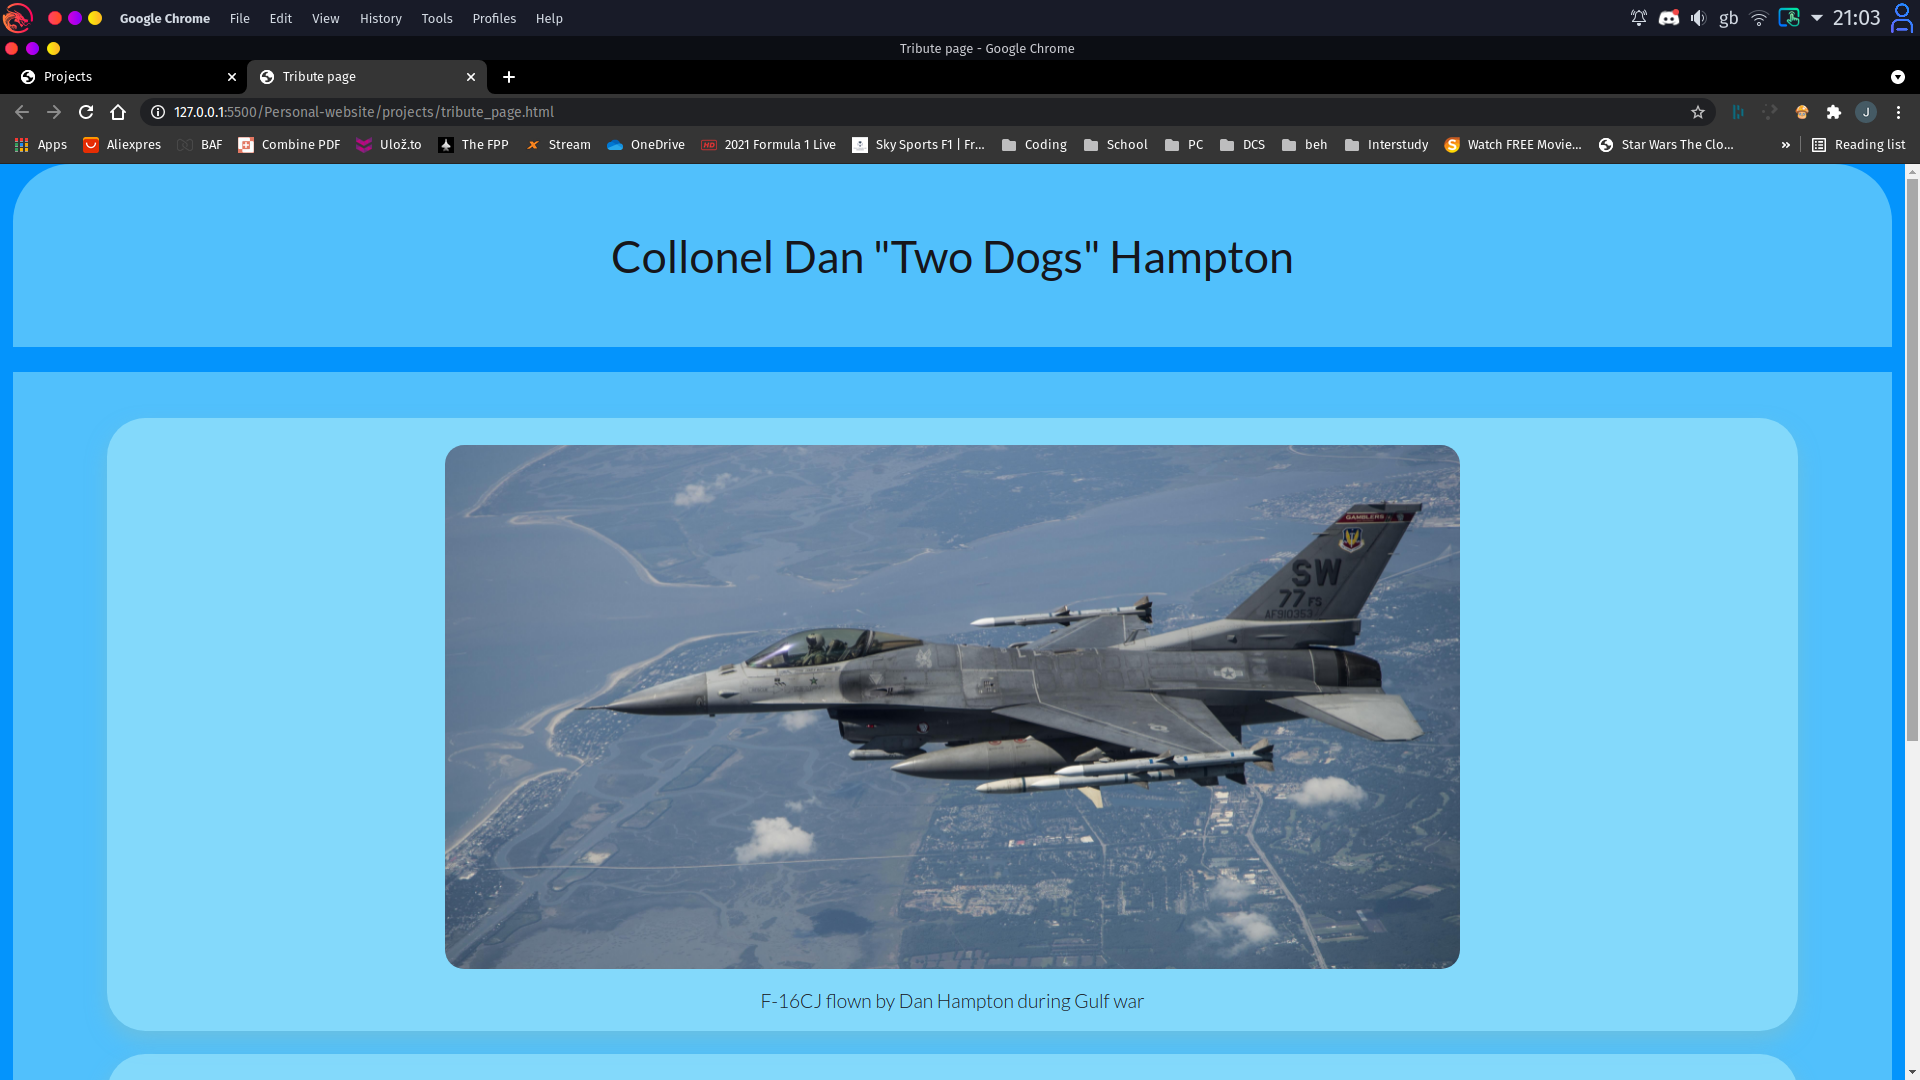 Google Chrome File Edit View History Tools Profiles Help gb 21:03
Tribute page - Google Chrome
Projects Tribute page
127.0.0.1:5500/Personal-website/projects/tribute_page.html J
Apps Aliexpres BAF Combine PDF Ulož.to The FPP Stream OneDrive HD 2021 Formula 1 Live Sky Sports F1 | Fr... Coding School PC DCS beh Interstudy Watch FREE Movie... Star Wars The Clo... » Reading list
Collonel Dan "Two Dogs" Hampton
GAMBLERS
SW
77 FS
AF910353
F-16CJ flown by Dan Hampton during Gulf war